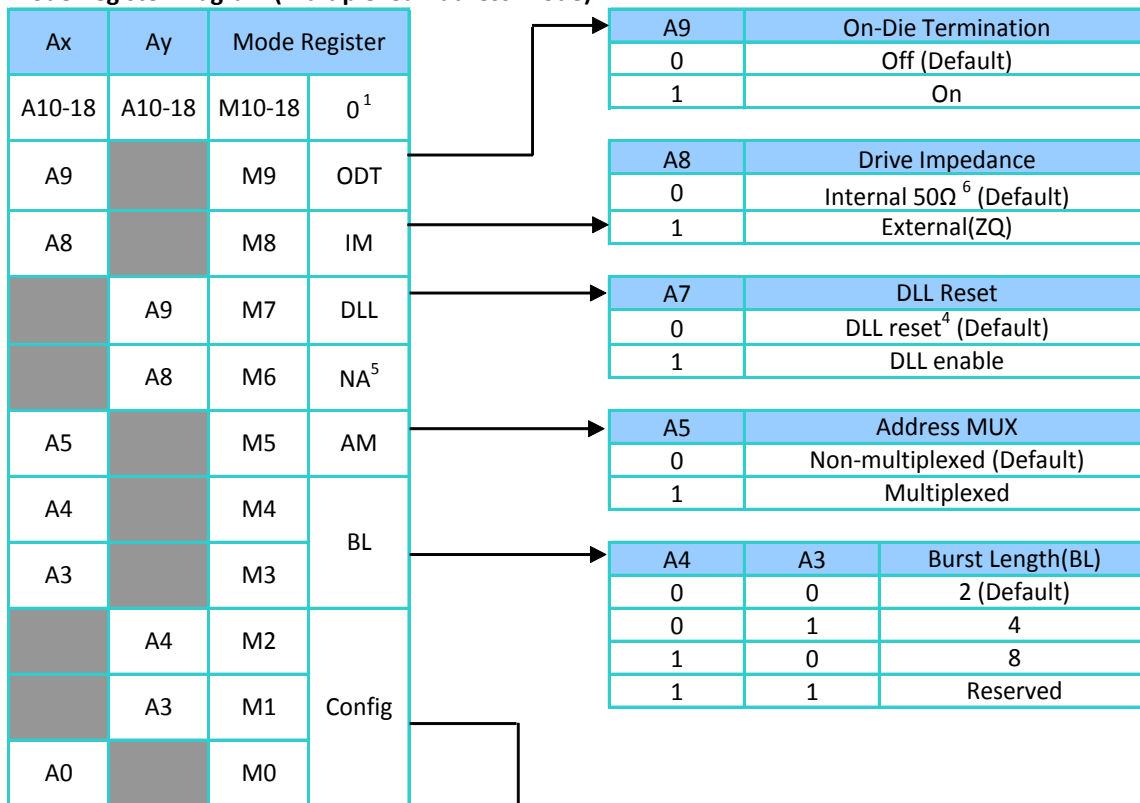 Ax Ay Mode Register
A10-18 A10-18 M10-18 0¹
A9 M9 ODT
A8 M8 IM
A9 M7 DLL
A8 M6 NA⁵
A5 M5 AM
A4 M4
BL
A3 M3
A4 M2
A3 M1 Config
A0 M0
A9 On-Die Termination
0 Off (Default)
1 On
A8 Drive Impedance
0 Internal 50Ω ⁶ (Default)
1 External(ZQ)
A7 DLL Reset
0 DLL reset⁴ (Default)
1 DLL enable
A5 Address MUX
0 Non-multiplexed (Default)
1 Multiplexed
A4 A3 Burst Length(BL)
0 0 2 (Default)
0 1 4
1 0 8
1 1 Reserved